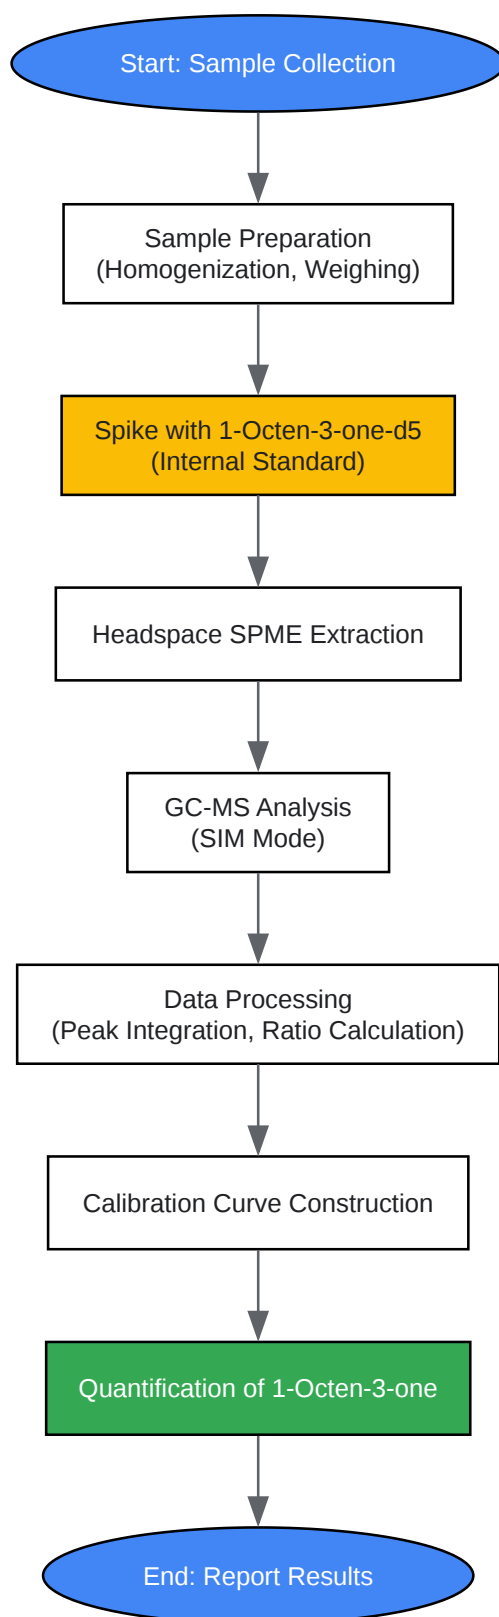 Start: Sample Collection
Sample Preparation
(Homogenization, Weighing)
Spike with 1-Octen-3-one-d5
(Internal Standard)
Headspace SPME Extraction
GC-MS Analysis
(SIM Mode)
Data Processing
(Peak Integration, Ratio Calculation)
Calibration Curve Construction
Quantification of 1-Octen-3-one
End: Report Results